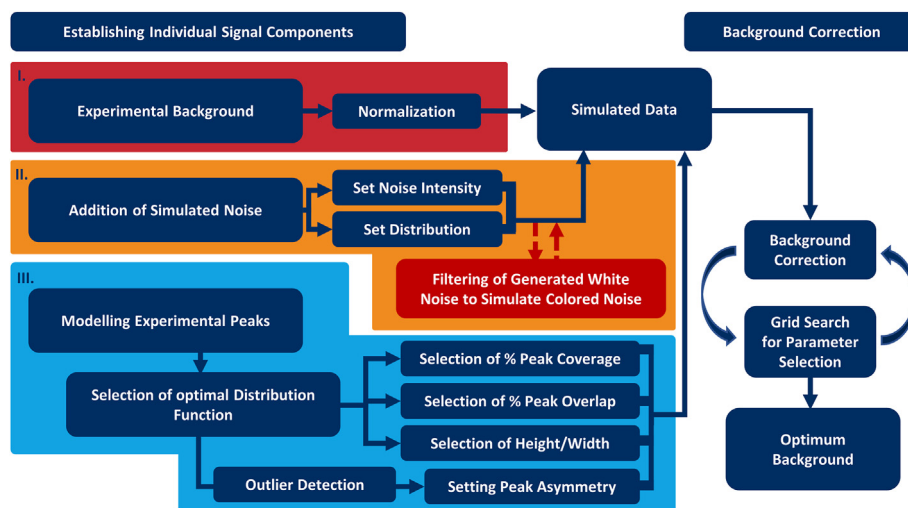 Establishing Individual Signal Components
Background Correction
I.
Experimental Background
Normalization
Simulated Data
II.
Addition of Simulated Noise
Set Noise Intensity
Set Distribution
Filtering of Generated White
Noise to Simulate Colored Noise
III.
Modelling Experimental Peaks
Selection of optimal Distribution
Function
Selection of % Peak Coverage
Selection of % Peak Overlap
Selection of Height/Width
Outlier Detection
Setting Peak Asymmetry
Background
Correction
Grid Search
for Parameter
Selection
Optimum
Background